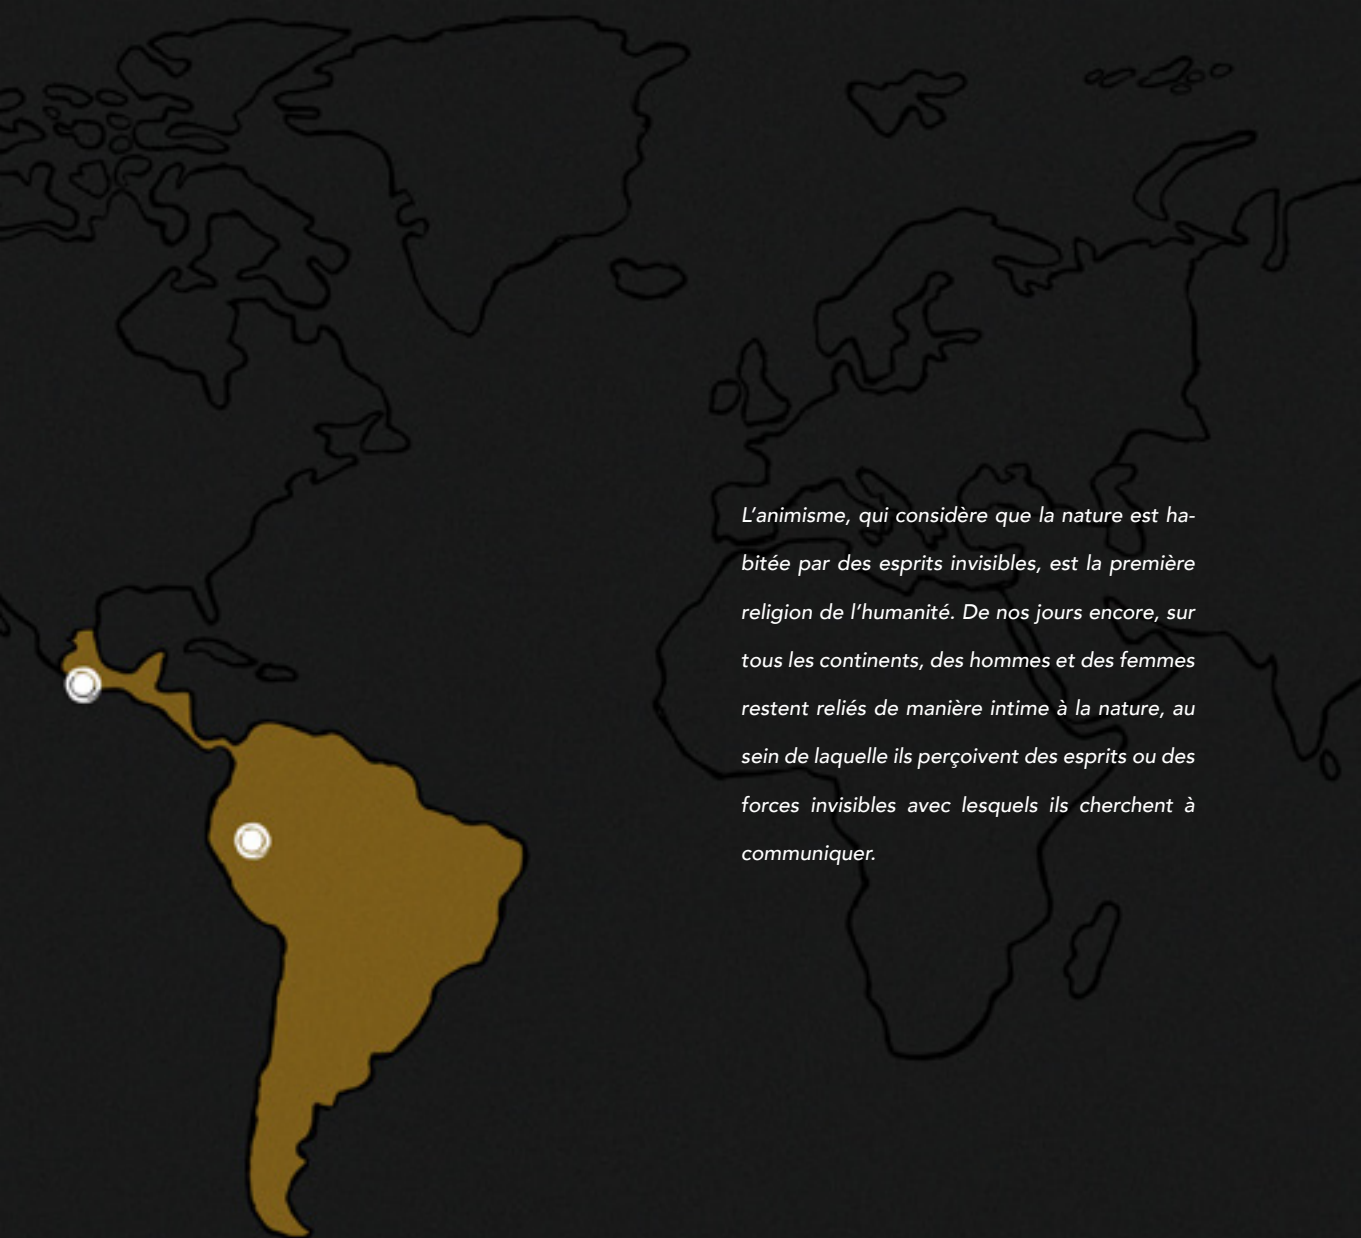 L’animisme, qui considère que la nature est ha-
bitée par des esprits invisibles, est la première
religion de l’humanité. De nos jours encore, sur
tous les continents, des hommes et des femmes
restent reliés de manière intime à la nature, au
sein de laquelle ils perçoivent des esprits ou des
forces invisibles avec lesquels ils cherchent à
communiquer.